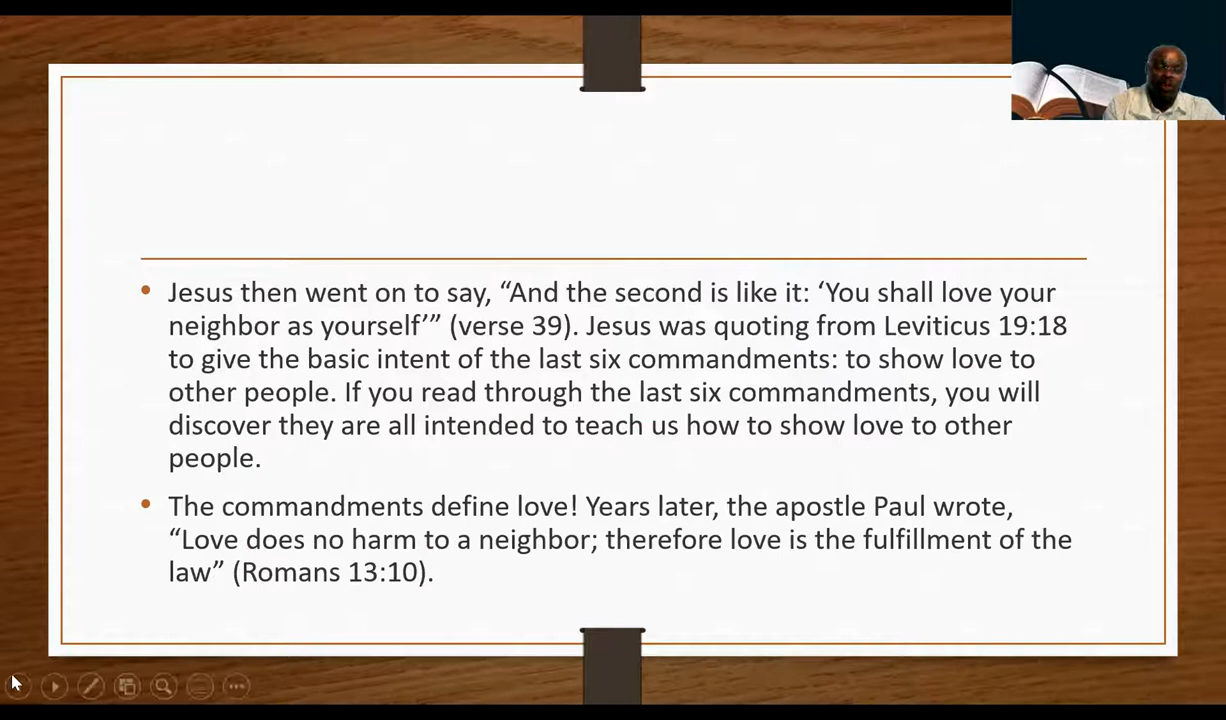 • Jesus then went on to say, “And the second is like it: ‘You shall love your
neighbor as yourself’” (verse 39). Jesus was quoting from Leviticus 19:18
to give the basic intent of the last six commandments: to show love to
other people. If you read through the last six commandments, you will
discover they are all intended to teach us how to show love to other
people.
• The commandments define love! Years later, the apostle Paul wrote,
“Love does no harm to a neighbor; therefore love is the fulfillment of the
law” (Romans 13:10).